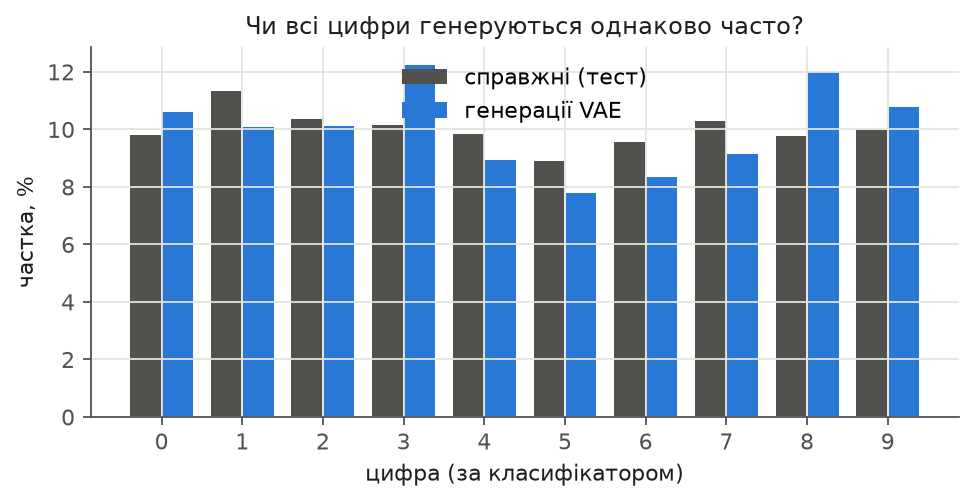 Чи всі цифри генеруються однаково часто?
справжні (тест)
генерації VAE
частка, %
12
10
8
6
4
2
0
0 1 2 3 4 5 6 7 8 9
цифра (за класифікатором)